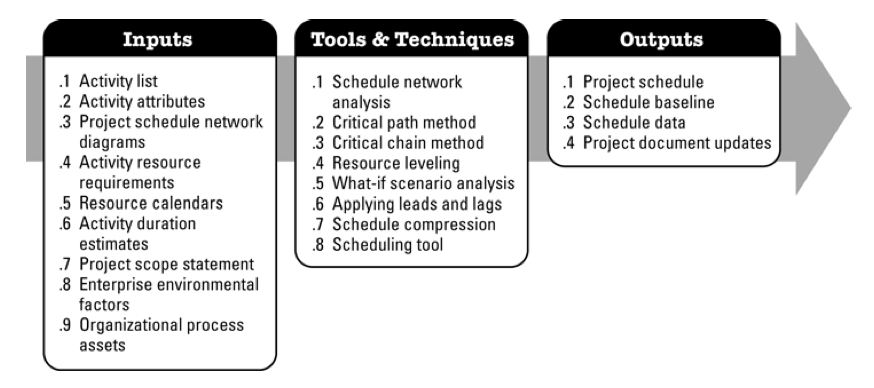 Inputs
.1 Activity list
.2 Activity attributes
.3 Project schedule network
diagrams
.4 Activity resource
requirements
.5 Resource calendars
.6 Activity duration
estimates
.7 Project scope statement
.8 Enterprise environmental
factors
.9 Organizational process
assets
Tools & Techniques
.1 Schedule network
analysis
.2 Critical path method
.3 Critical chain method
.4 Resource leveling
.5 What-if scenario analysis
.6 Applying leads and lags
.7 Schedule compression
.8 Scheduling tool
Outputs
.1 Project schedule
.2 Schedule baseline
.3 Schedule data
.4 Project document updates